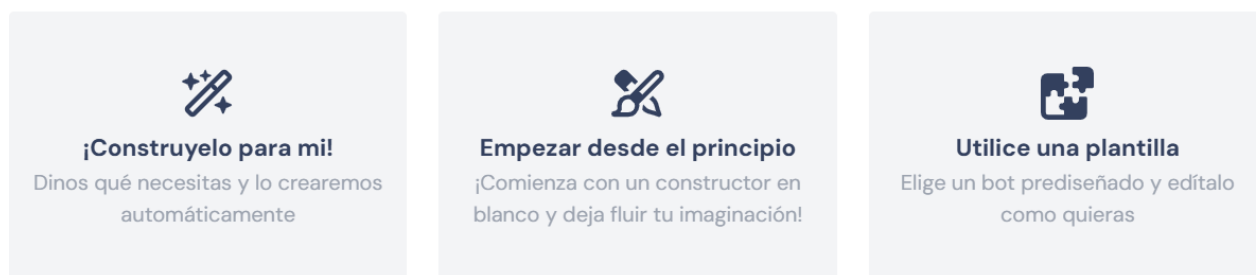 ¡Construyelo para mi!
Dinos qué necesitas y lo crearemos
automáticamente
Empezar desde el principio
¡Comienza con un constructor en
blanco y deja fluir tu imaginación!
Utilice una plantilla
Elige un bot prediseñado y edítalo
como quieras